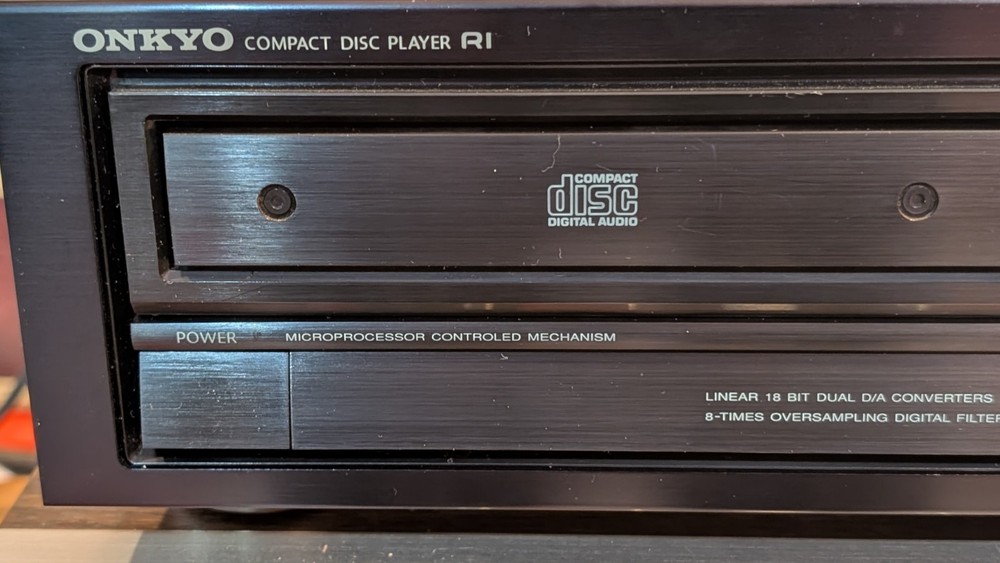 ONKYO COMPACT DISC PLAYER RI
COMPACT
disc
DIGITAL AUDIO
POWER MICROPROCESSOR CONTROLED MECHANISM
LINEAR 18 BIT DUAL D/A CONVERTERS
8-TIMES OVERSAMPLING DIGITAL FILTER